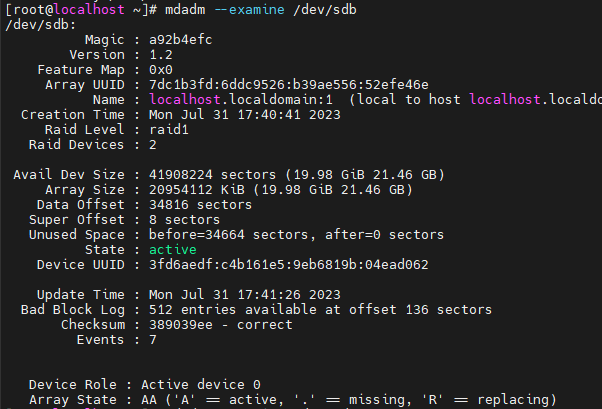 [root@localhost ~]# mdadm --examine /dev/sdb
/dev/sdb:
Magic : a92b4efc
Version : 1.2
Feature Map : 0x0
Array UUID : 7dc1b3fd:6ddc9526:b39ae556:52efe46e
Name : localhost.localdomain:1 (local to host localhost.localdo
Creation Time : Mon Jul 31 17:40:41 2023
Raid Level : raid1
Raid Devices : 2
Avail Dev Size : 41908224 sectors (19.98 GiB 21.46 GB)
Array Size : 20954112 KiB (19.98 GiB 21.46 GB)
Data Offset : 34816 sectors
Super Offset : 8 sectors
Unused Space : before=34664 sectors, after=0 sectors
State : active
Device UUID : 3fd6aedf:c4b161e5:9eb6819b:04ead062
Update Time : Mon Jul 31 17:41:26 2023
Bad Block Log : 512 entries available at offset 136 sectors
Checksum : 389039ee - correct
Events : 7
Device Role : Active device 0
Array State : AA ('A' == active, '.' == missing, 'R' == replacing)